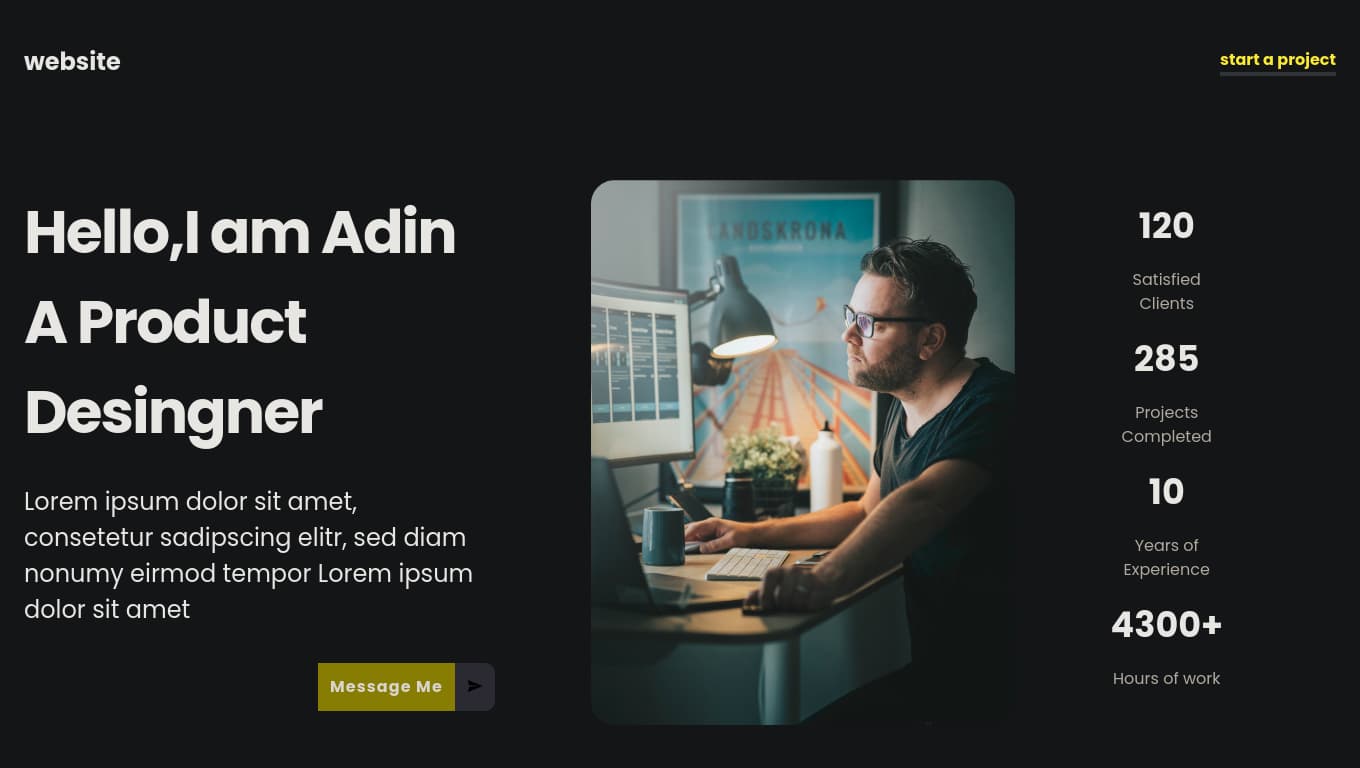 website
start a project
Hello,I am Adin
A Product
Desingner
Lorem ipsum dolor sit amet,
consetetur sadipscing elitr, sed diam
nonumy eirmod tempor Lorem ipsum
dolor sit amet
Message Me
LANDSKRONA
120
Satisfied
Clients
285
Projects
Completed
10
Years of
Experience
4300+
Hours of work